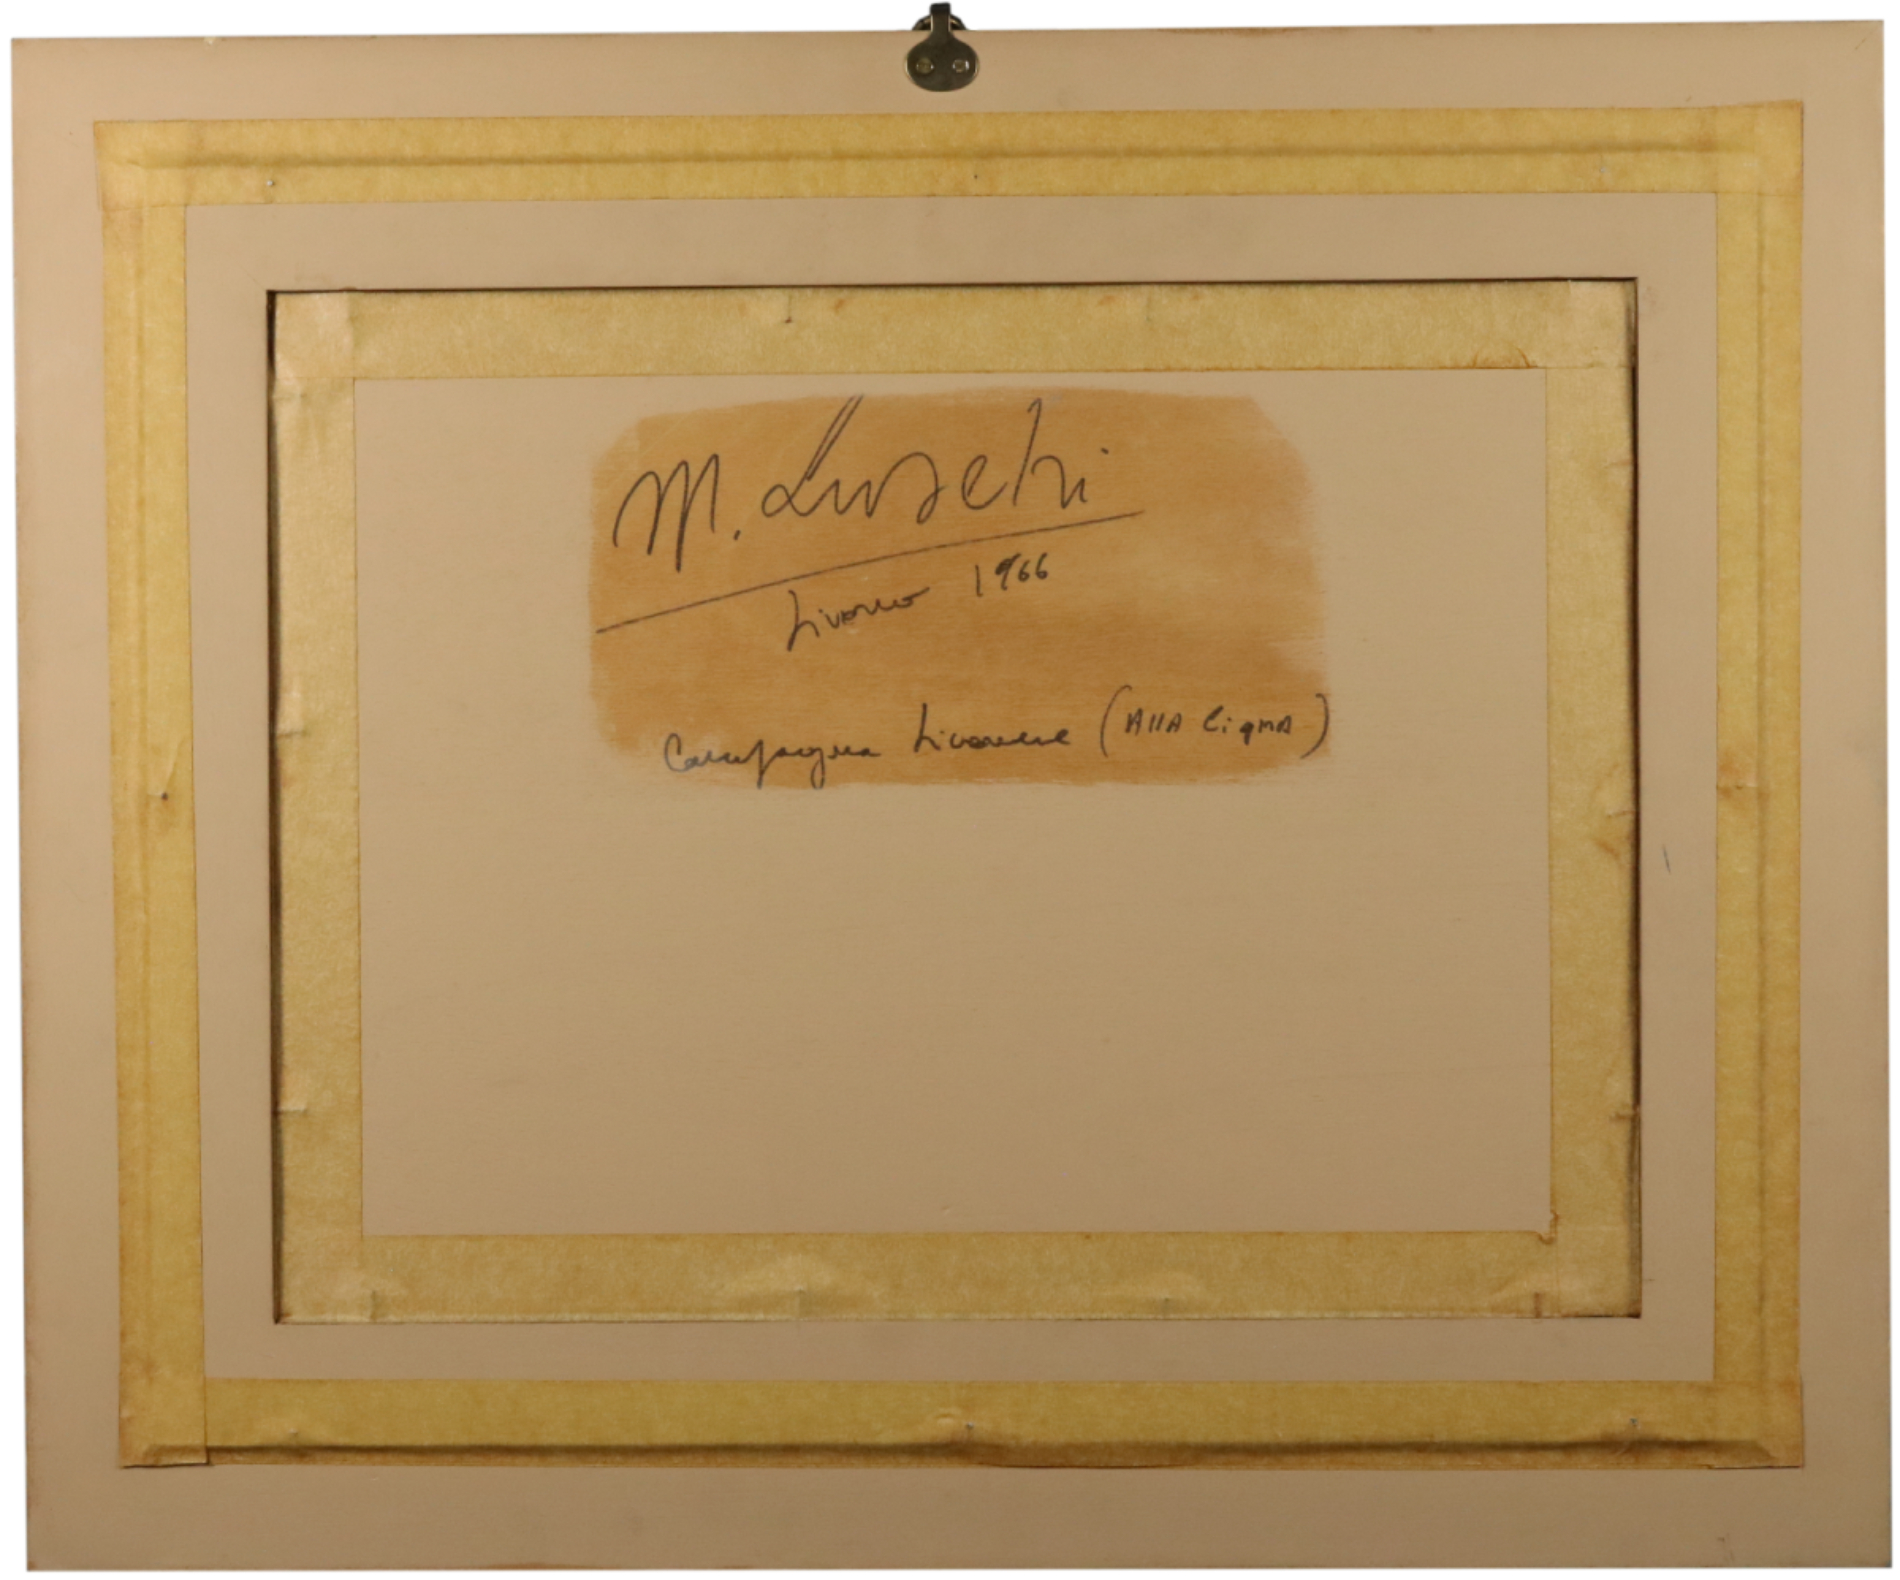 M. Luschi
Livorno 1966
Campagna Livornese (AllA CigNA)